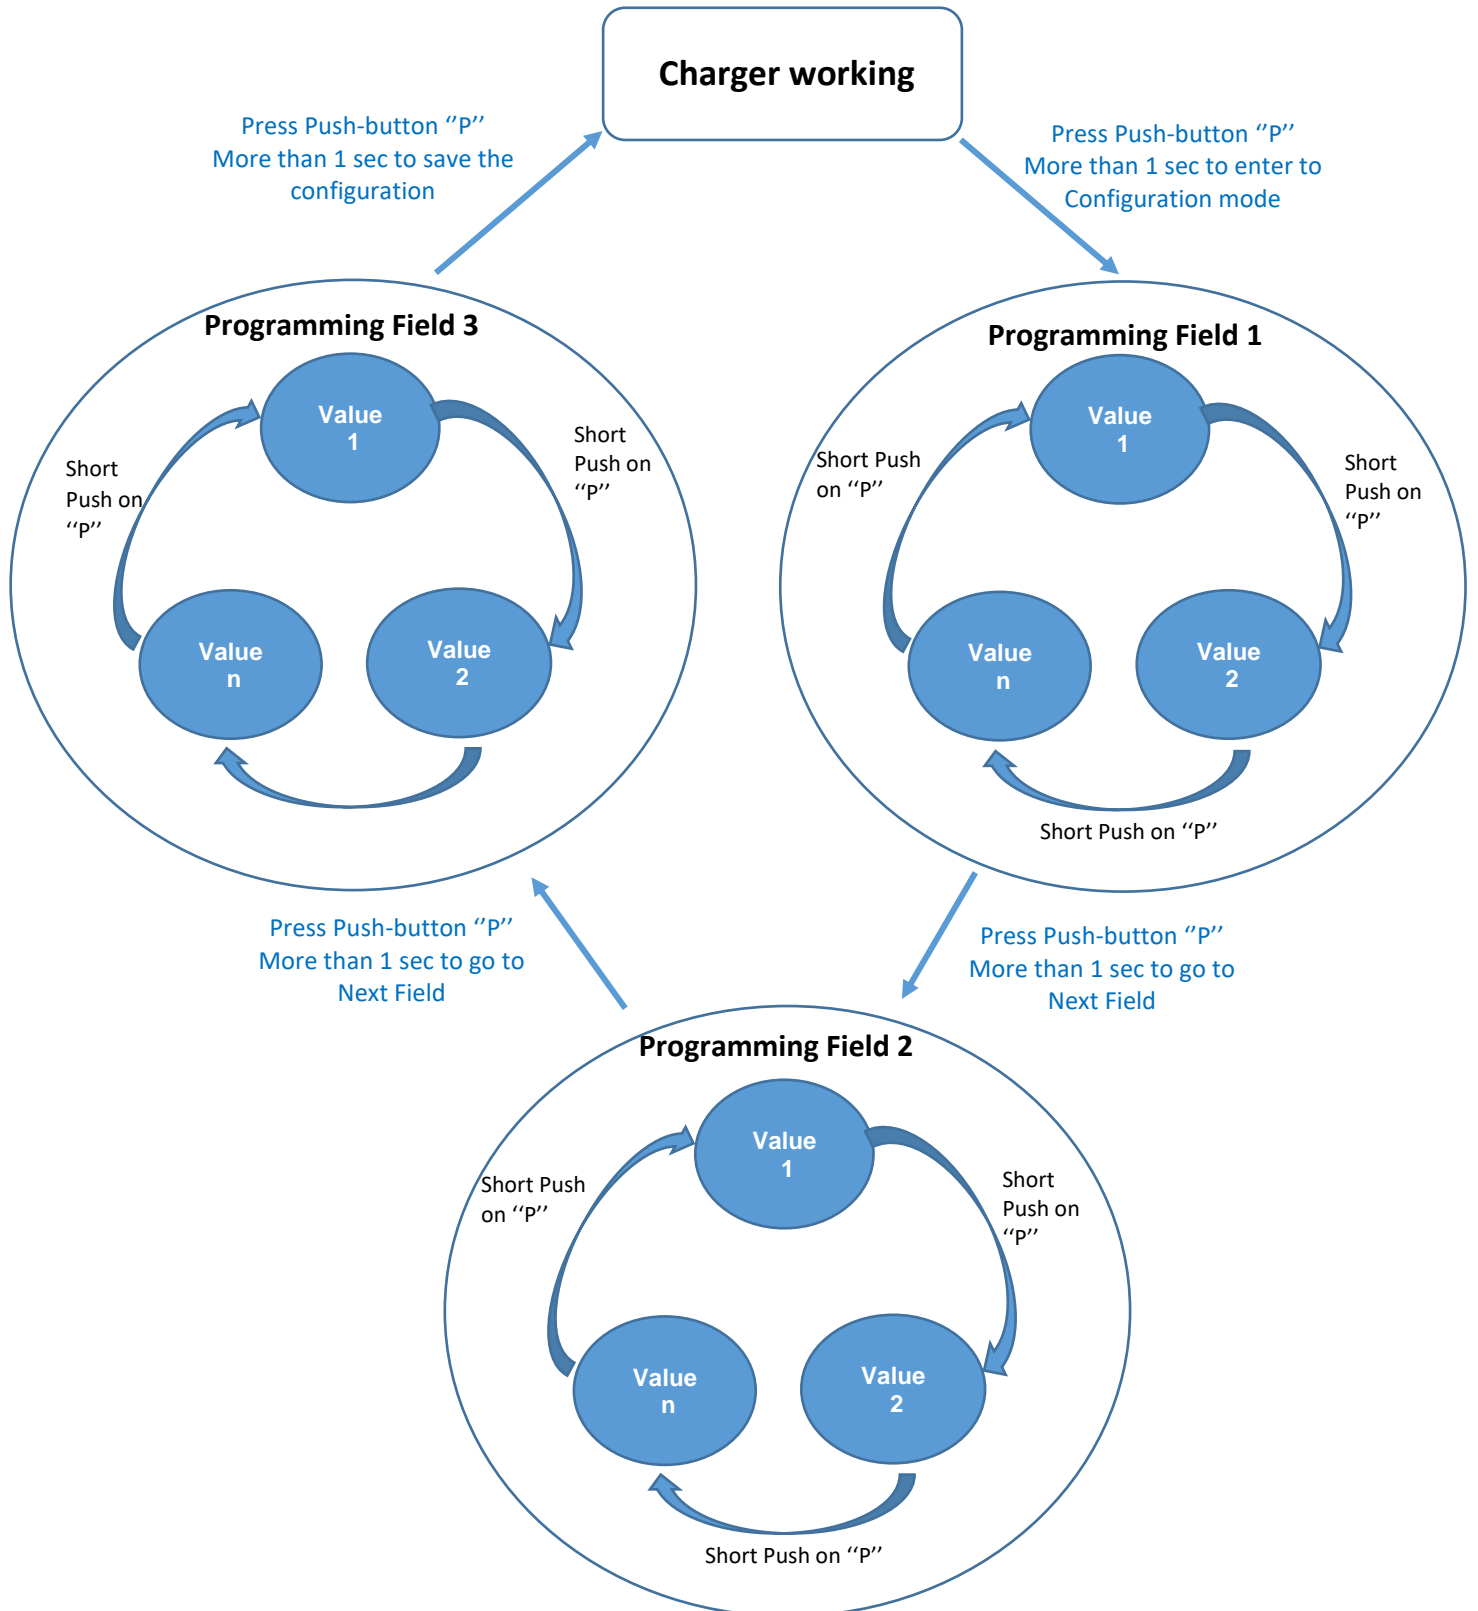 Charger working
Press Push-button ‘’P’’
More than 1 sec to save the
configuration
Press Push-button ‘’P’’
More than 1 sec to enter to
Configuration mode
Programming Field 3
Value
1
Short
Push on
‘‘P’’
Short
Push on
‘‘P’’
Value
n
Value
2
Programming Field 1
Value
1
Short Push
on ‘‘P’’
Short
Push on
‘‘P’’
Value
n
Value
2
Short Push on ‘‘P’’
Press Push-button ‘’P’’
More than 1 sec to go to
Next Field
Press Push-button ‘’P’’
More than 1 sec to go to
Next Field
Programming Field 2
Value
1
Short Push
on ‘‘P’’
Short
Push on
‘‘P’’
Value
n
Value
2
Short Push on ‘‘P’’